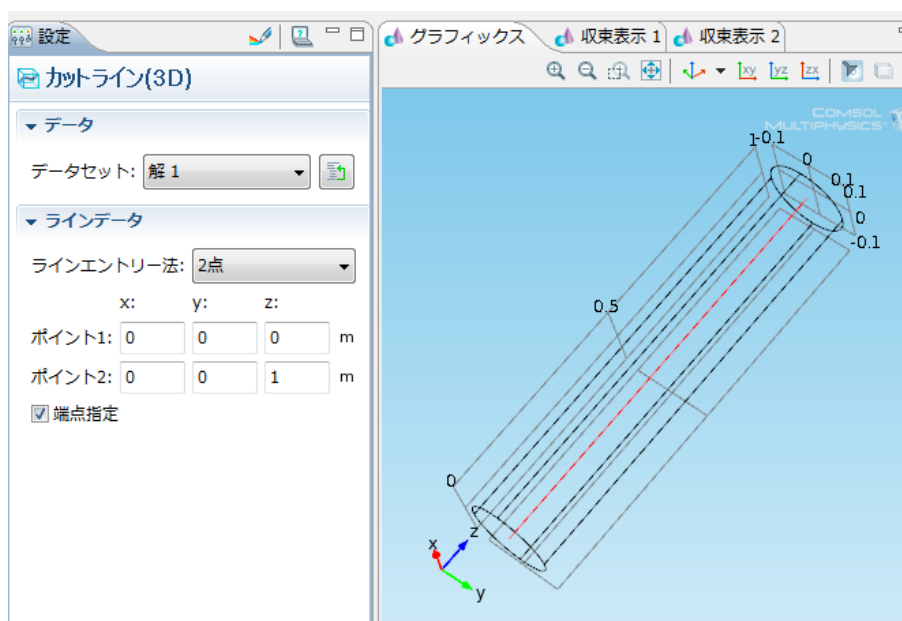 設定
カットライン(3D)
データ
データセット: 解 1
ラインデータ
ラインエントリー法: 2点
x: y: z:
ポイント1: 0 0 0 m
ポイント2: 0 0 1 m
端点指定
グラフィックス 収束表示 1 収束表示 2
xy yz zx
COMSOL
MULTIPHYSICS
1 -0.1
0
0.1
0.1
0
-0.1
0.5
0
x
z
y